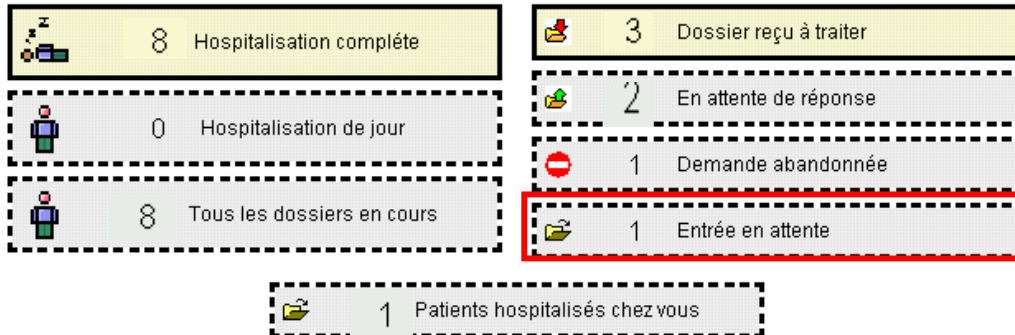 8 Hospitalisation compléte
0 Hospitalisation de jour
8 Tous les dossiers en cours
3 Dossier reçu à traiter
2 En attente de réponse
1 Demande abandonnée
1 Entrée en attente
1 Patients hospitalisés chez vous